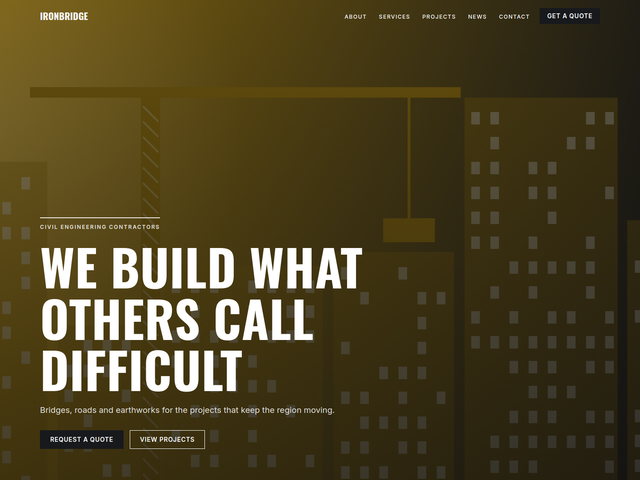 IRONBRIDGE
ABOUT SERVICES PROJECTS NEWS CONTACT GET A QUOTE
CIVIL ENGINEERING CONTRACTORS
WE BUILD WHAT
OTHERS CALL
DIFFICULT
Bridges, roads and earthworks for the projects that keep the region moving.
REQUEST A QUOTE VIEW PROJECTS